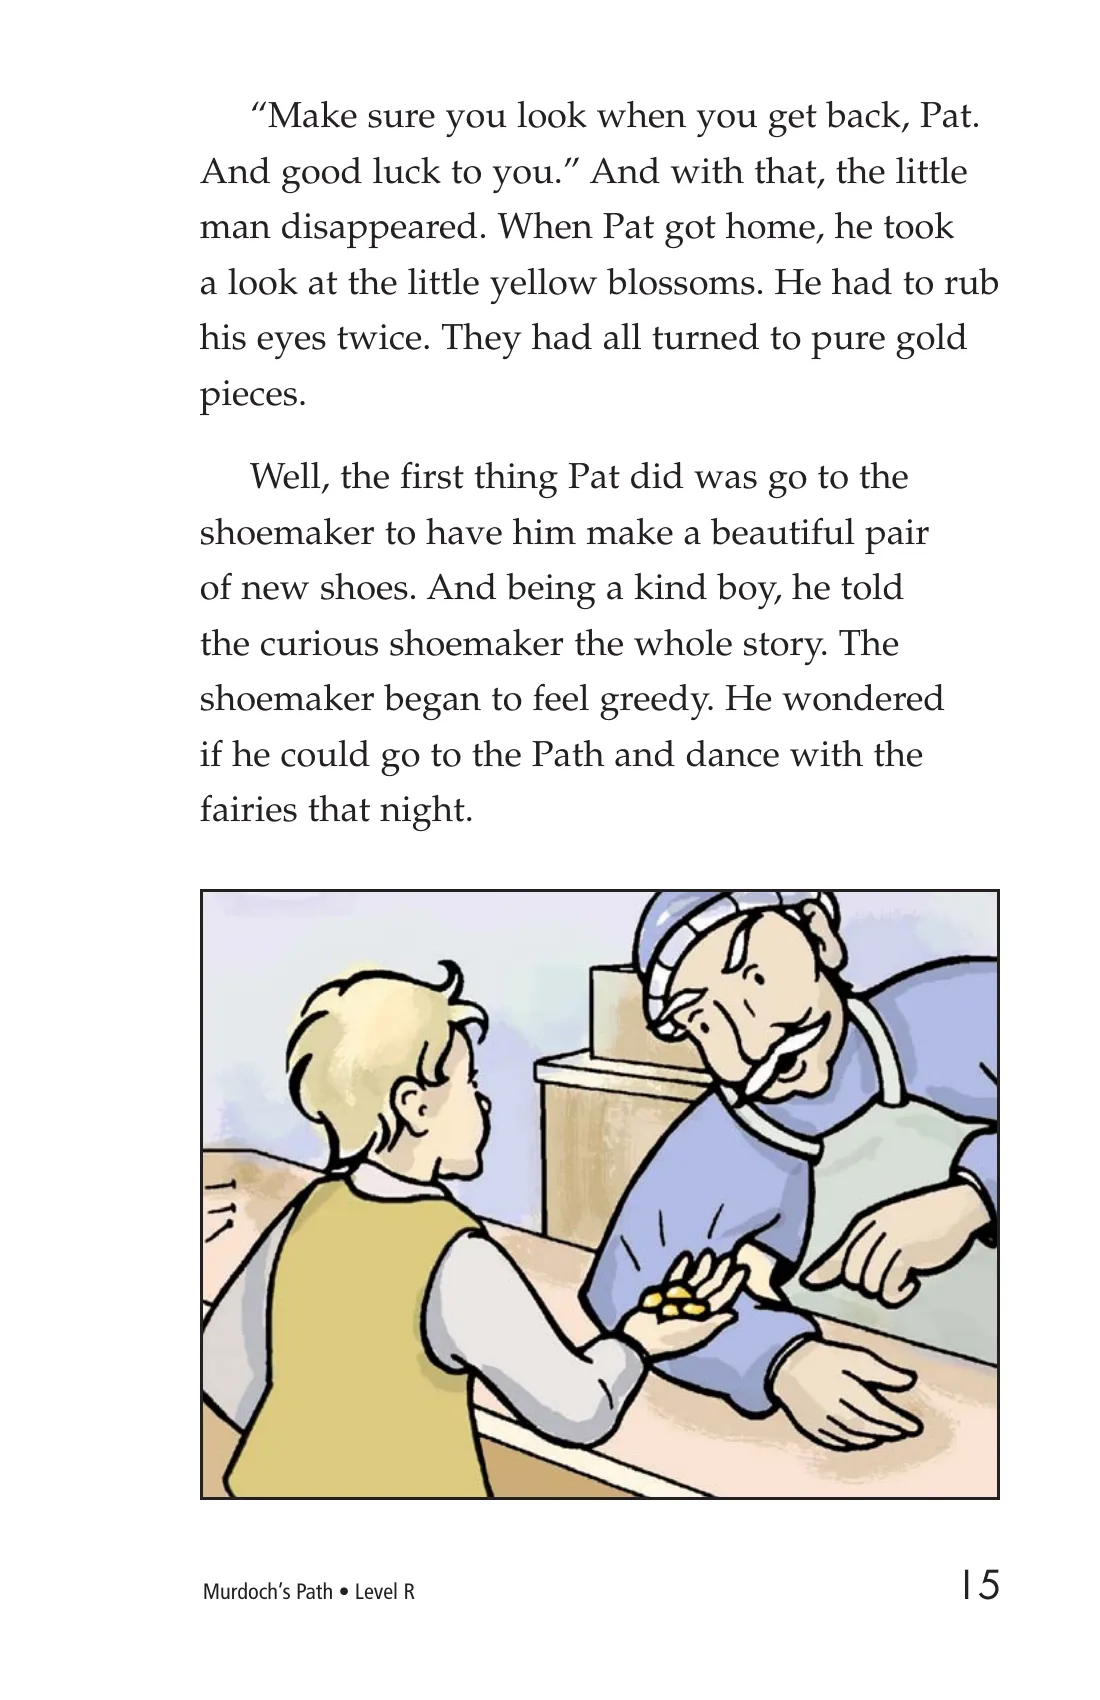 “Make sure you look when you get back, Pat.
And good luck to you.” And with that, the little
man disappeared. When Pat got home, he took
a look at the little yellow blossoms. He had to rub
his eyes twice. They had all turned to pure gold
pieces.
Well, the first thing Pat did was go to the
shoemaker to have him make a beautiful pair
of new shoes. And being a kind boy, he told
the curious shoemaker the whole story. The
shoemaker began to feel greedy. He wondered
if he could go to the Path and dance with the
fairies that night.
Murdoch’s Path • Level R
15